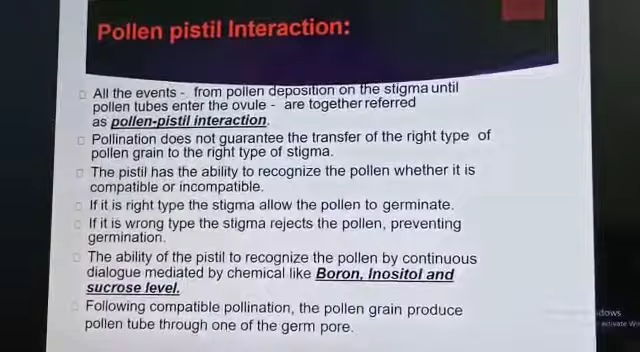 Pollen pistil Interaction:
All the events - from pollen deposition on the stigma until
pollen tubes enter the ovule - are together referred
as pollen-pistil interaction.
Pollination does not guarantee the transfer of the right type of
pollen grain to the right type of stigma.
The pistil has the ability to recognize the pollen whether it is
compatible or incompatible.
If it is right type the stigma allow the pollen to germinate.
If it is wrong type the stigma rejects the pollen, preventing
germination.
The ability of the pistil to recognize the pollen by continuous
dialogue mediated by chemical like Boron, Inositol and
sucrose level.
Following compatible pollination, the pollen grain produce
pollen tube through one of the germ pore.